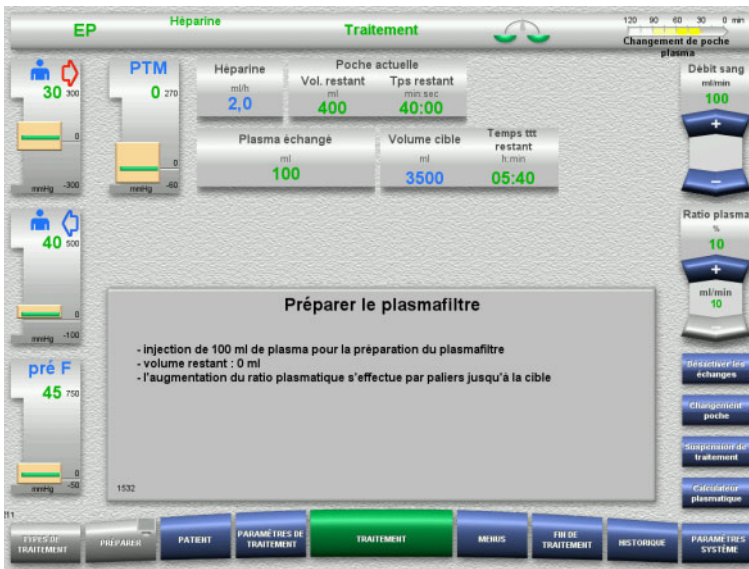 EP
Héparine
Traitement
120 90 60 30 0 min
Changement de poche
plasma
30
300
0
mmHg -300
PTM
0 270
0
mmHg -60
Héparine
ml/h
2,0
Poche actuelle
Vol. restant
ml
400
Tps restant
min:sec
40:00
Débit sang
ml/min
100
+
–
Plasma échangé
ml
100
Volume cible
ml
3500
Temps ttt
restant
h:min
05:40
40
500
0
mmHg -100
Ratio plasma
%
10
+
ml/min
10
–
pré F
45 750
0
mmHg -50
Préparer le plasmafiltre
- injection de 100 ml de plasma pour la préparation du plasmafiltre
- volume restant : 0 ml
- l'augmentation du ratio plasmatique s'effectue par paliers jusqu'à la cible
1532
Désactiver les
échanges
Changement
poche
Suspension de
traitement
Calculateur
plasmatique
211
TYPES DE
TRAITEMENT
PRÉPARER
PATIENT
PARAMÈTRES DE
TRAITEMENT
TRAITEMENT
MENUS
FIN DE
TRAITEMENT
HISTORIQUE
PARAMÈTRES
SYSTÈME